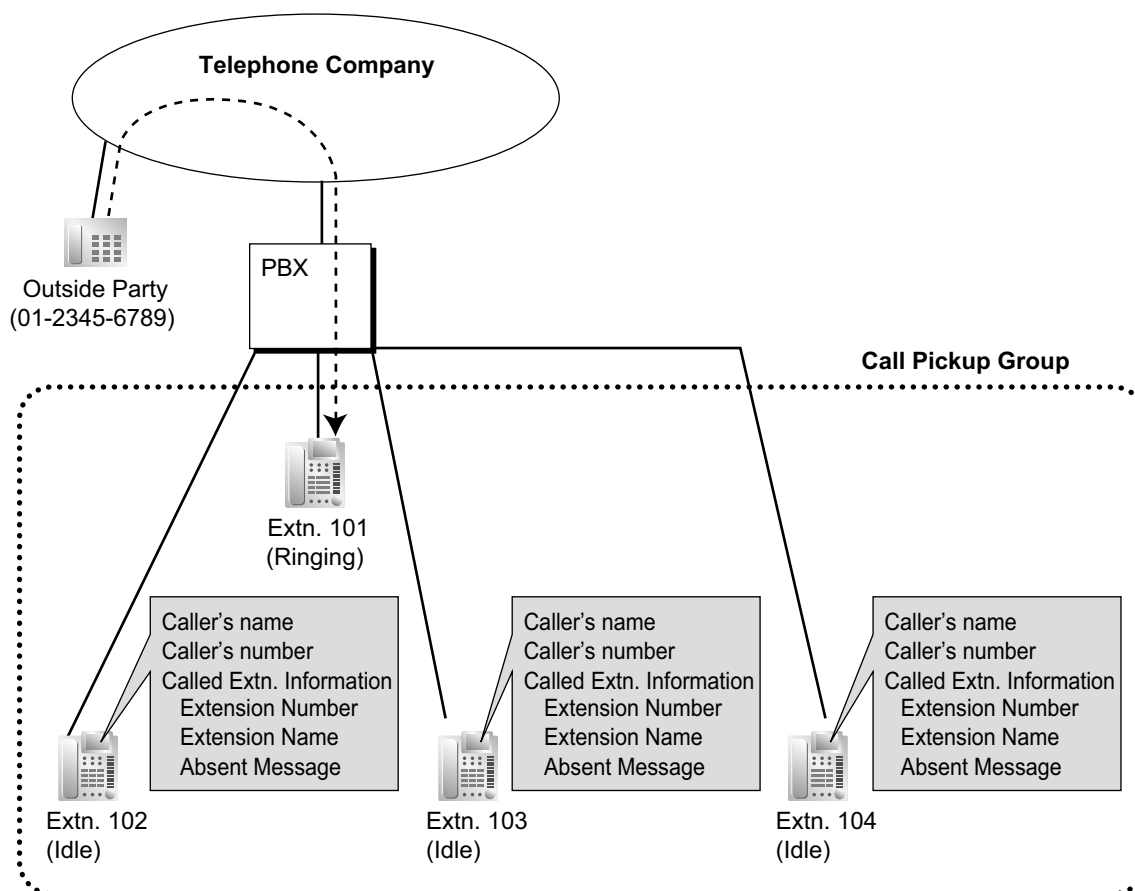 Telephone Company
PBX
Outside Party
(01-2345-6789)
Call Pickup Group
Extn. 101
(Ringing)
Caller's name
Caller's number
Called Extn. Information
Extension Number
Extension Name
Absent Message
Extn. 102
(Idle)
Caller's name
Caller's number
Called Extn. Information
Extension Number
Extension Name
Absent Message
Extn. 103
(Idle)
Caller's name
Caller's number
Called Extn. Information
Extension Number
Extension Name
Absent Message
Extn. 104
(Idle)